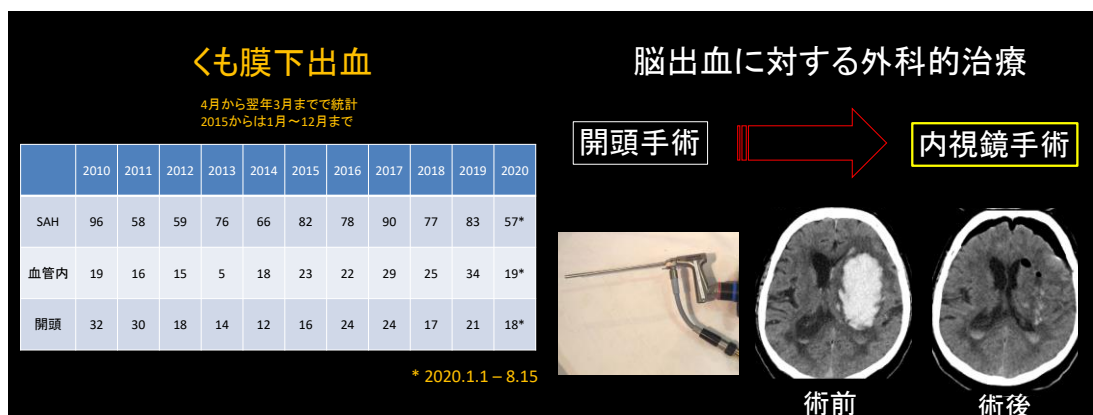 くも膜下出血
4月から翌年3月までで統計
2015からは1月～12月まで
2010 2011 2012 2013 2014 2015 2016 2017 2018 2019 2020
SAH 96 58 59 76 66 82 78 90 77 83 57*
血管内 19 16 15 5 18 23 22 29 25 34 19*
開頭 32 30 18 14 12 16 24 24 17 21 18*
* 2020.1.1 – 8.15
脳出血に対する外科的治療
開頭手術
内視鏡手術
術前
術後